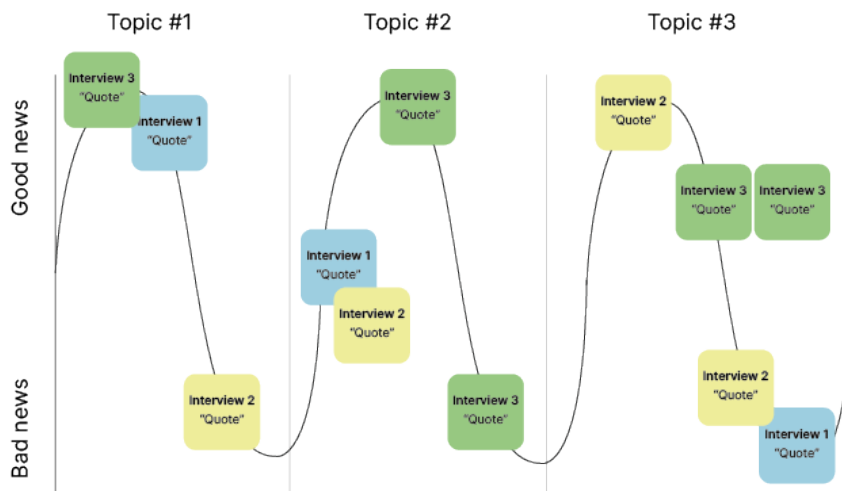 Topic #1
Topic #2
Topic #3
Good news
Bad news
Interview 3
"Quote"
Interview 1
"Quote"
Interview 2
"Quote"
Interview 3
"Quote"
Interview 1
"Quote"
Interview 2
"Quote"
Interview 3
"Quote"
Interview 2
"Quote"
Interview 3
"Quote"
Interview 3
"Quote"
Interview 2
"Quote"
Interview 1
"Quote"